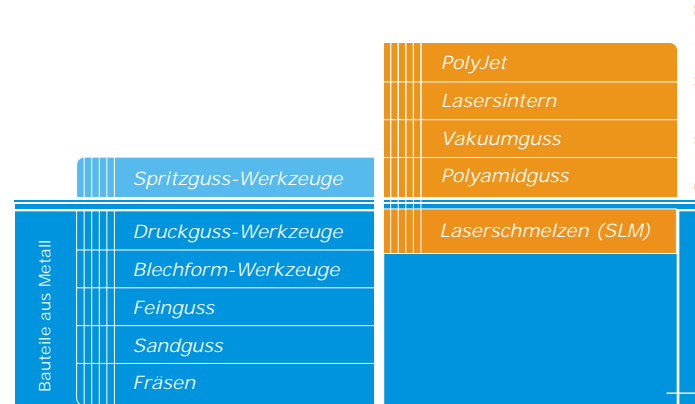 PolyJet
Lasersintern
Vakuumguss
Polyamidguss
Laserschmelzen (SLM)
Spritzguss-Werkzeuge
Druckguss-Werkzeuge
Blechform-Werkzeuge
Feinguss
Sandguss
Fräsen
Bauteile aus Metall